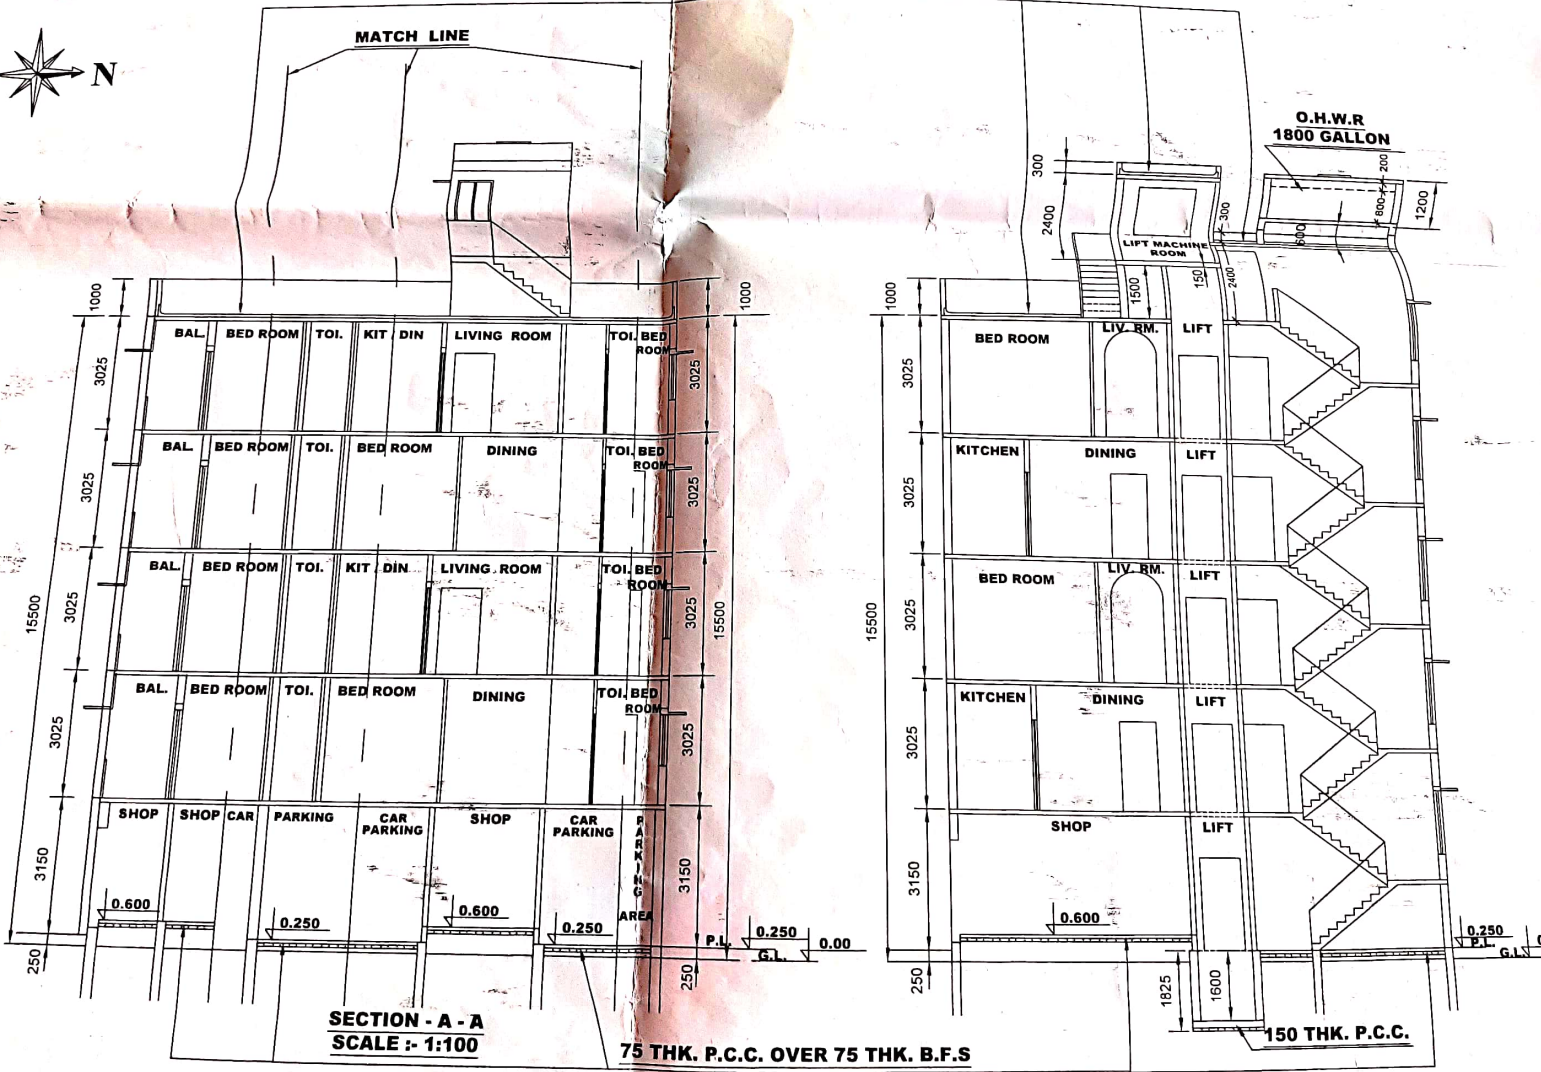 MATCH LINE
N
O.H.W.R
1800 GALLON
300
2400
300
200
800
1200
600
LIFT MACHINE
ROOM
1500
150
2400
1000
1000
1000
BAL. BED ROOM TOI. KIT DIN LIVING ROOM TOI. BED
ROOM
BED ROOM LIV. RM. LIFT
3025
3025
3025
BAL. BED ROOM TOI. BED ROOM DINING TOI. BED
ROOM
KITCHEN DINING LIFT
3025
3025
3025
BAL. BED ROOM TOI. KIT DIN LIVING ROOM TOI. BED
ROOM
BED ROOM LIV. RM. LIFT
15500
3025
3025
15500
15500
3025
BAL. BED ROOM TOI. BED ROOM DINING TOI. BED
ROOM
KITCHEN DINING LIFT
3025
3025
3025
SHOP SHOP CAR PARKING CAR
PARKING
SHOP CAR
PARKING
PARKING
AREA
SHOP LIFT
3150
3150
3150
0.600
0.250
0.600
0.250
0.250
P.L.
G.L.
0.00
0.600
0.250
P.L.
G.L.
250
250
250
1825
1600
SECTION - A - A
SCALE :- 1:100
75 THK. P.C.C. OVER 75 THK. B.F.S
150 THK. P.C.C.